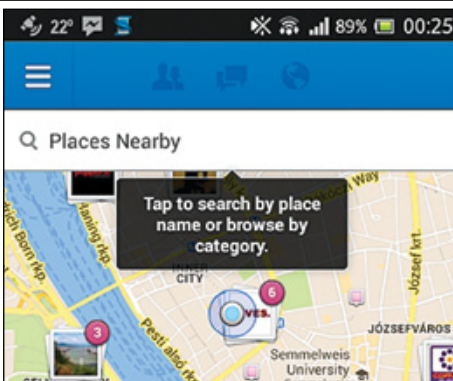 22° 89% 00:25
Places Nearby
Tap to search by place
name or browse by
category.
INNER
CITY
6
VES.
József krt.
JÓZSEFVÁROS
3
Pesti alsó rkp.
Semmelweis
University